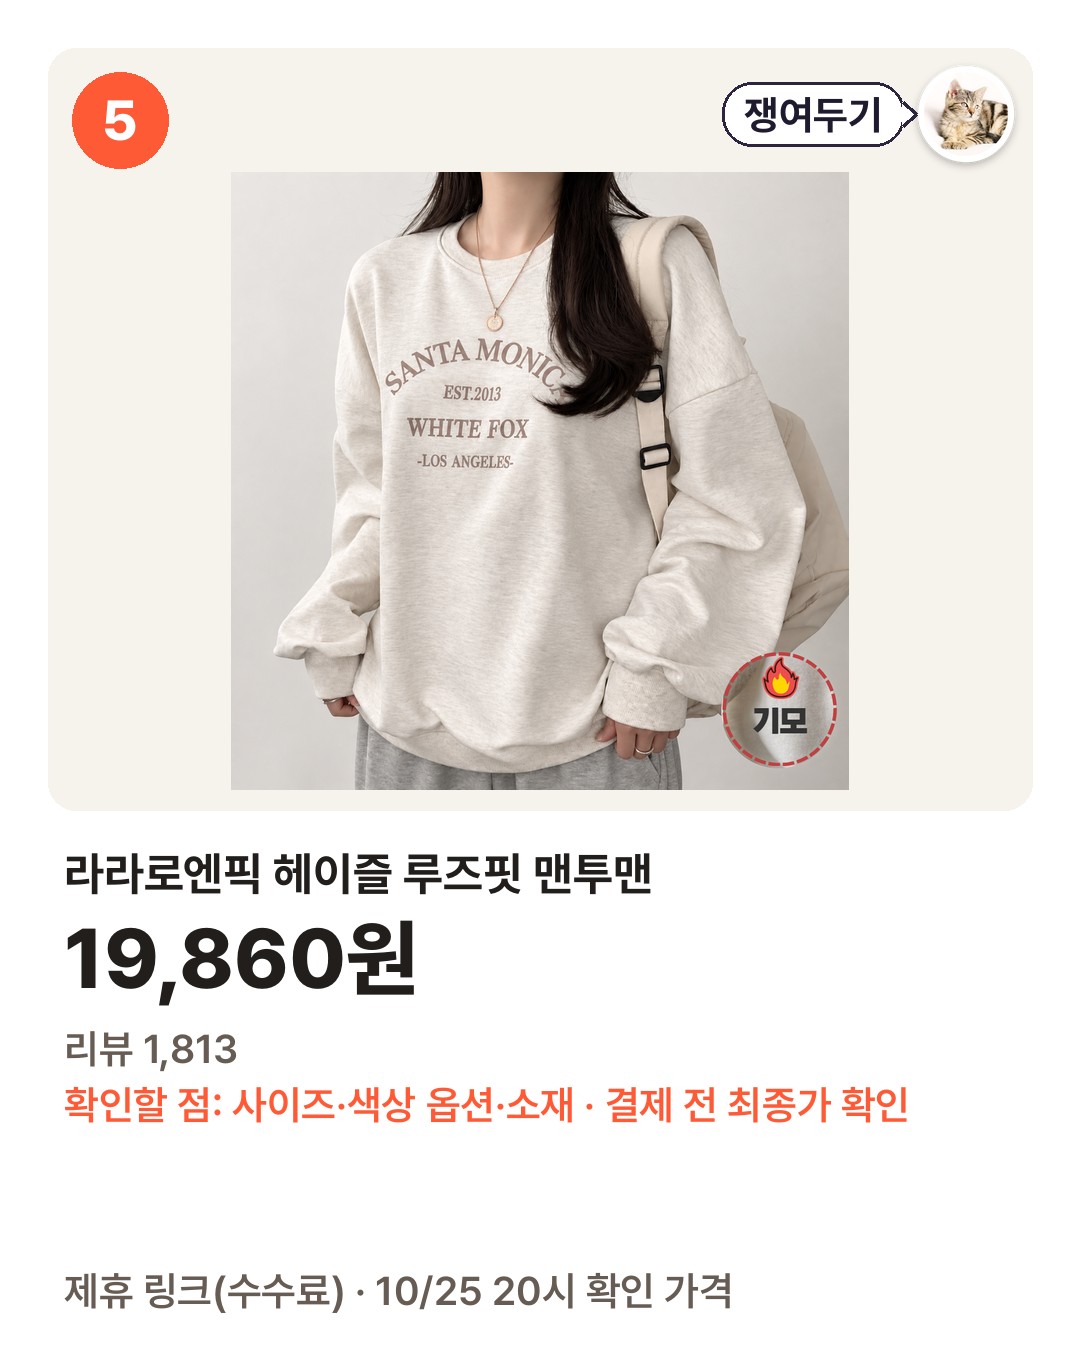 5
쟁여두기
SANTA MONICA
EST.2013
WHITE FOX
-LOS ANGELES-
기모
라라로엔픽 헤이즐 루즈핏 맨투맨
19,860원
리뷰 1,813
확인할 점: 사이즈·색상 옵션·소재 · 결제 전 최종가 확인
제휴 링크(수수료) · 10/25 20시 확인 가격